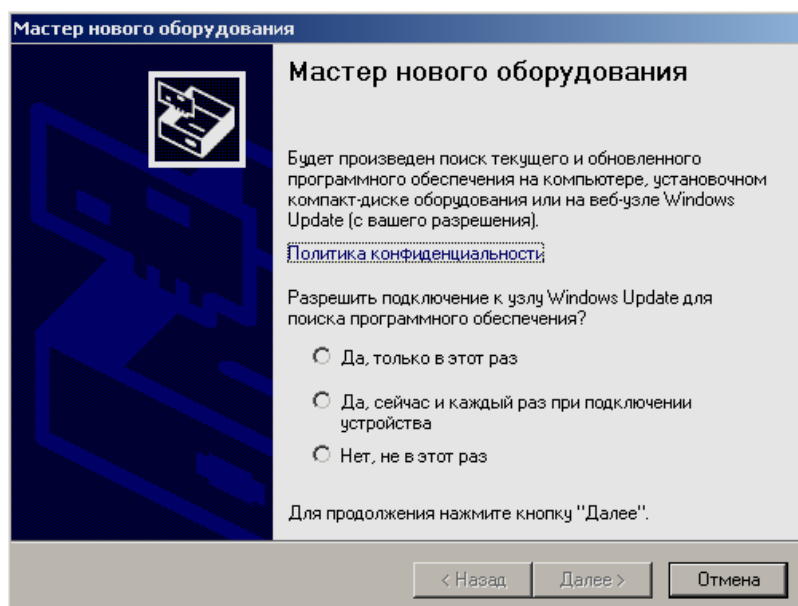 Мастер нового оборудования
Мастер нового оборудования
Будет произведен поиск текущего и обновленного
программного обеспечения на компьютере, установочном
компакт-диске оборудования или на веб-узле Windows
Update (с вашего разрешения).
Политика конфиденциальности
Разрешить подключение к узлу Windows Update для
поиска программного обеспечения?
Да, только в этот раз
Да, сейчас и каждый раз при подключении
устройства
Нет, не в этот раз
Для продолжения нажмите кнопку "Далее".
< Назад Далее > Отмена